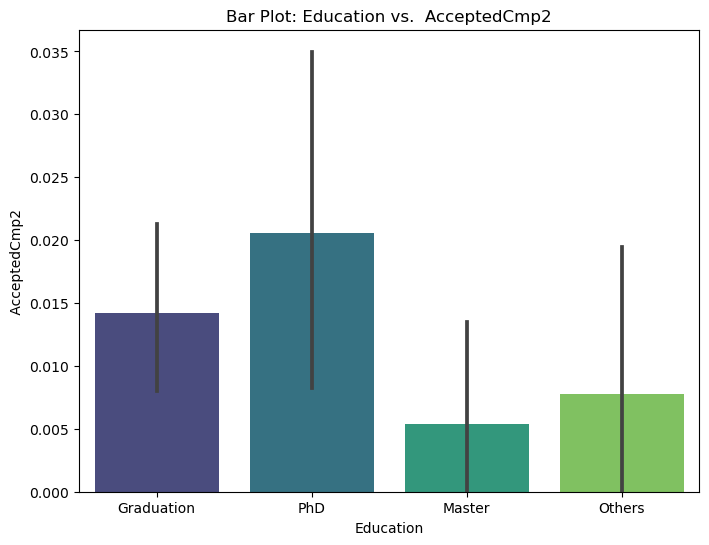 Bar Plot: Education vs.  AcceptedCmp2
0.035
0.030
0.025
0.020
0.015
0.010
0.005
0.000
AcceptedCmp2
Graduation PhD Master Others
Education